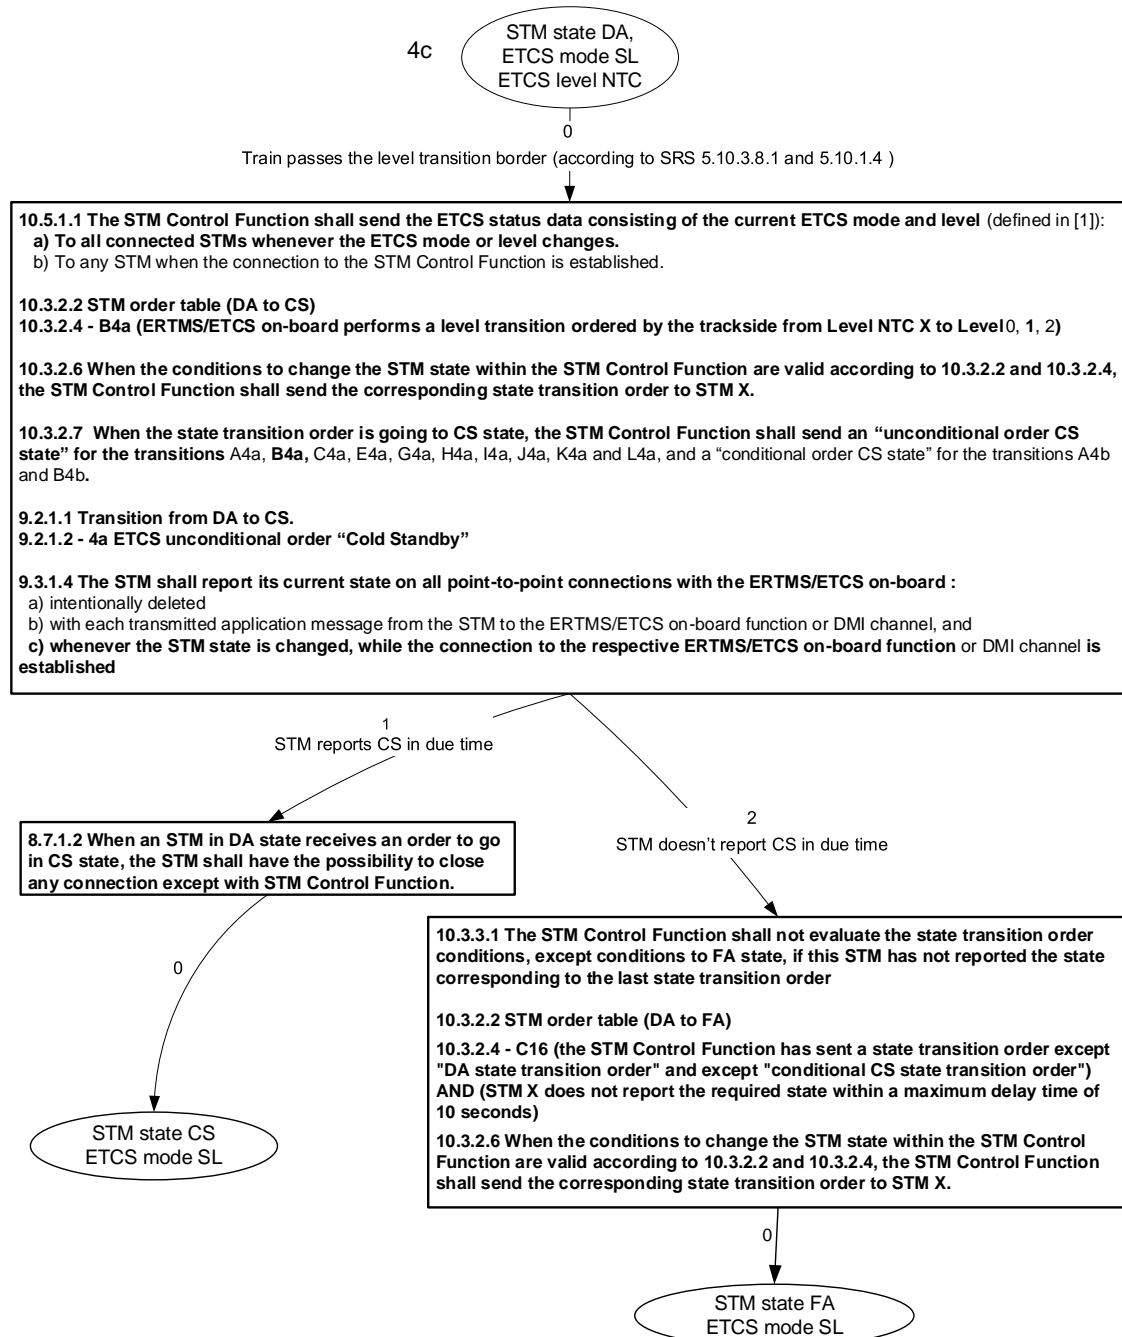 4c
STM state DA,
ETCS mode SL
ETCS level NTC
0
Train passes the level transition border (according to SRS 5.10.3.8.1 and 5.10.1.4 )
10.5.1.1 The STM Control Function shall send the ETCS status data consisting of the current ETCS mode and level (defined in [1]):
a) To all connected STMs whenever the ETCS mode or level changes.
b) To any STM when the connection to the STM Control Function is established.
10.3.2.2 STM order table (DA to CS)
10.3.2.4 - B4a (ERTMS/ETCS on-board performs a level transition ordered by the trackside from Level NTC X to Level 0, 1, 2)
10.3.2.6 When the conditions to change the STM state within the STM Control Function are valid according to 10.3.2.2 and 10.3.2.4,
the STM Control Function shall send the corresponding state transition order to STM X.
10.3.2.7 When the state transition order is going to CS state, the STM Control Function shall send an “unconditional order CS
state” for the transitions A4a, B4a, C4a, E4a, G4a, H4a, I4a, J4a, K4a and L4a, and a “conditional order CS state” for the transitions A4b
and B4b.
9.2.1.1 Transition from DA to CS.
9.2.1.2 - 4a ETCS unconditional order “Cold Standby”
9.3.1.4 The STM shall report its current state on all point-to-point connections with the ERTMS/ETCS on-board :
a) intentionally deleted
b) with each transmitted application message from the STM to the ERTMS/ETCS on-board function or DMI channel, and
c) whenever the STM state is changed, while the connection to the respective ERTMS/ETCS on-board function or DMI channel is
established
1
STM reports CS in due time
2
STM doesn’t report CS in due time
8.7.1.2 When an STM in DA state receives an order to go
in CS state, the STM shall have the possibility to close
any connection except with STM Control Function.
0
STM state CS
ETCS mode SL
10.3.3.1 The STM Control Function shall not evaluate the state transition order
conditions, except conditions to FA state, if this STM has not reported the state
corresponding to the last state transition order
10.3.2.2 STM order table (DA to FA)
10.3.2.4 - C16 (the STM Control Function has sent a state transition order except
"DA state transition order" and except "conditional CS state transition order")
AND (STM X does not report the required state within a maximum delay time of
10 seconds)
10.3.2.6 When the conditions to change the STM state within the STM Control
Function are valid according to 10.3.2.2 and 10.3.2.4, the STM Control Function
shall send the corresponding state transition order to STM X.
0
STM state FA
ETCS mode SL